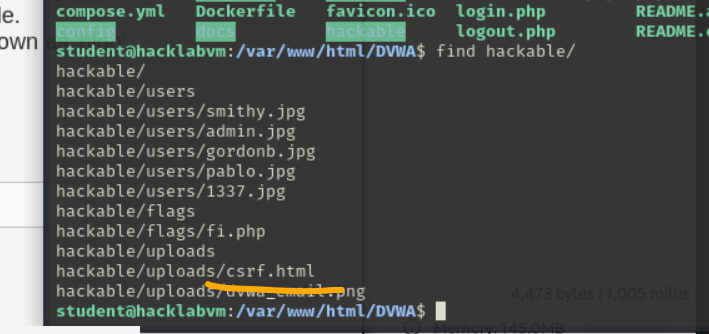 le.
own
compose.yml Dockerfile favicon.ico login.php README.
config docs hackable logout.php README.
student@hacklabvm:/var/www/html/DVWA$ find hackable/
hackable/
hackable/users
hackable/users/smithy.jpg
hackable/users/admin.jpg
hackable/users/gordonb.jpg
hackable/users/pablo.jpg
hackable/users/1337.jpg
hackable/flags
hackable/flags/fi.php
hackable/uploads
hackable/uploads/csrf.html
hackable/uploads/dvwa_email.png
4,473 bytes | 1,005 millis
student@hacklabvm:/var/www/html/DVWA$
Memory: 145.0MB